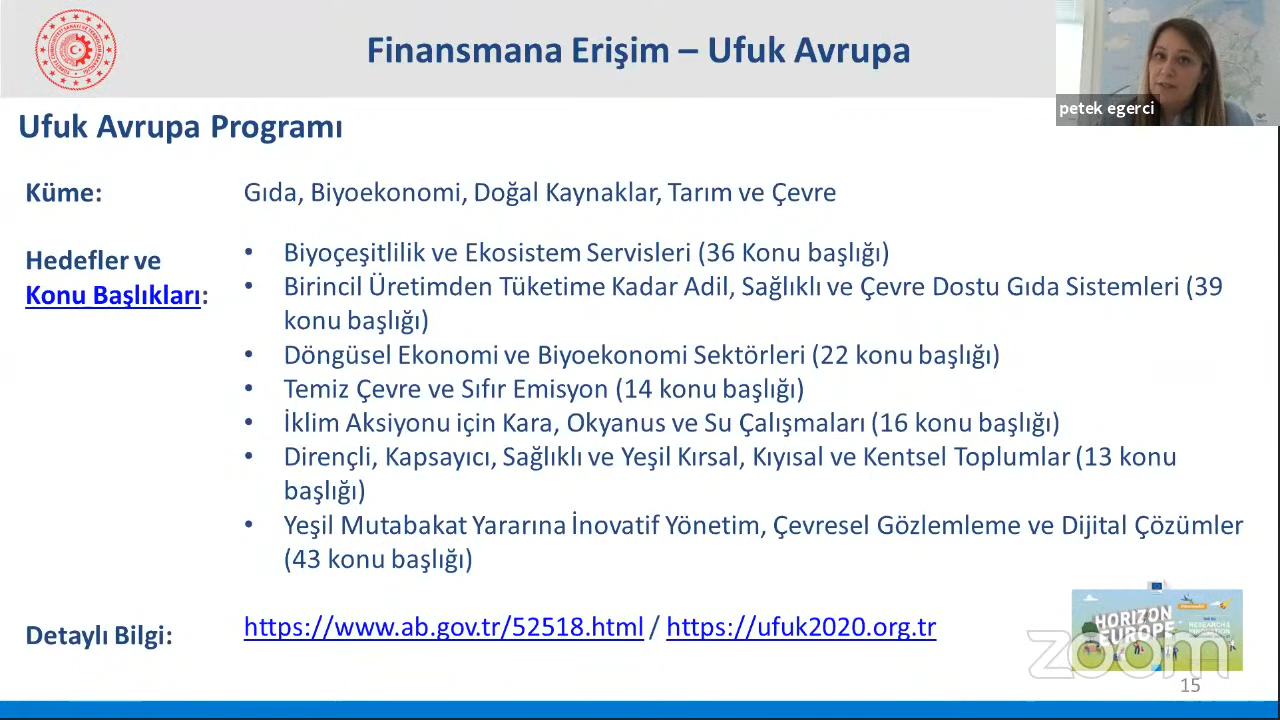 Finansmana Erişim – Ufuk Avrupa
petek egerci
Ufuk Avrupa Programı
Küme: Gıda, Biyoekonomi, Doğal Kaynaklar, Tarım ve Çevre
Hedefler ve
Konu Başlıkları:
• Biyoçeşitlilik ve Ekosistem Servisleri (36 Konu başlığı)
• Birincil Üretimden Tüketime Kadar Adil, Sağlıklı ve Çevre Dostu Gıda Sistemleri (39
konu başlığı)
• Döngüsel Ekonomi ve Biyoekonomi Sektörleri (22 konu başlığı)
• Temiz Çevre ve Sıfır Emisyon (14 konu başlığı)
• İklim Aksiyonu için Kara, Okyanus ve Su Çalışmaları (16 konu başlığı)
• Dirençli, Kapsayıcı, Sağlıklı ve Yeşil Kırsal, Kıyısal ve Kentsel Toplumlar (13 konu
başlığı)
• Yeşil Mutabakat Yararına İnovatif Yönetim, Çevresel Gözlemleme ve Dijital Çözümler
(43 konu başlığı)
Detaylı Bilgi: https://www.ab.gov.tr/52518.html / https://ufuk2020.org.tr
HORIZON
EUROPE
RESEARCH &
INNOVATION
zoom
15